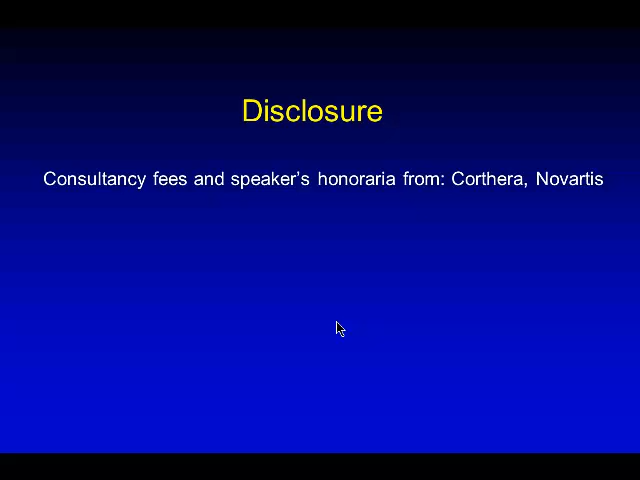 Disclosure
Consultancy fees and speaker’s honoraria from: Corthera, Novartis